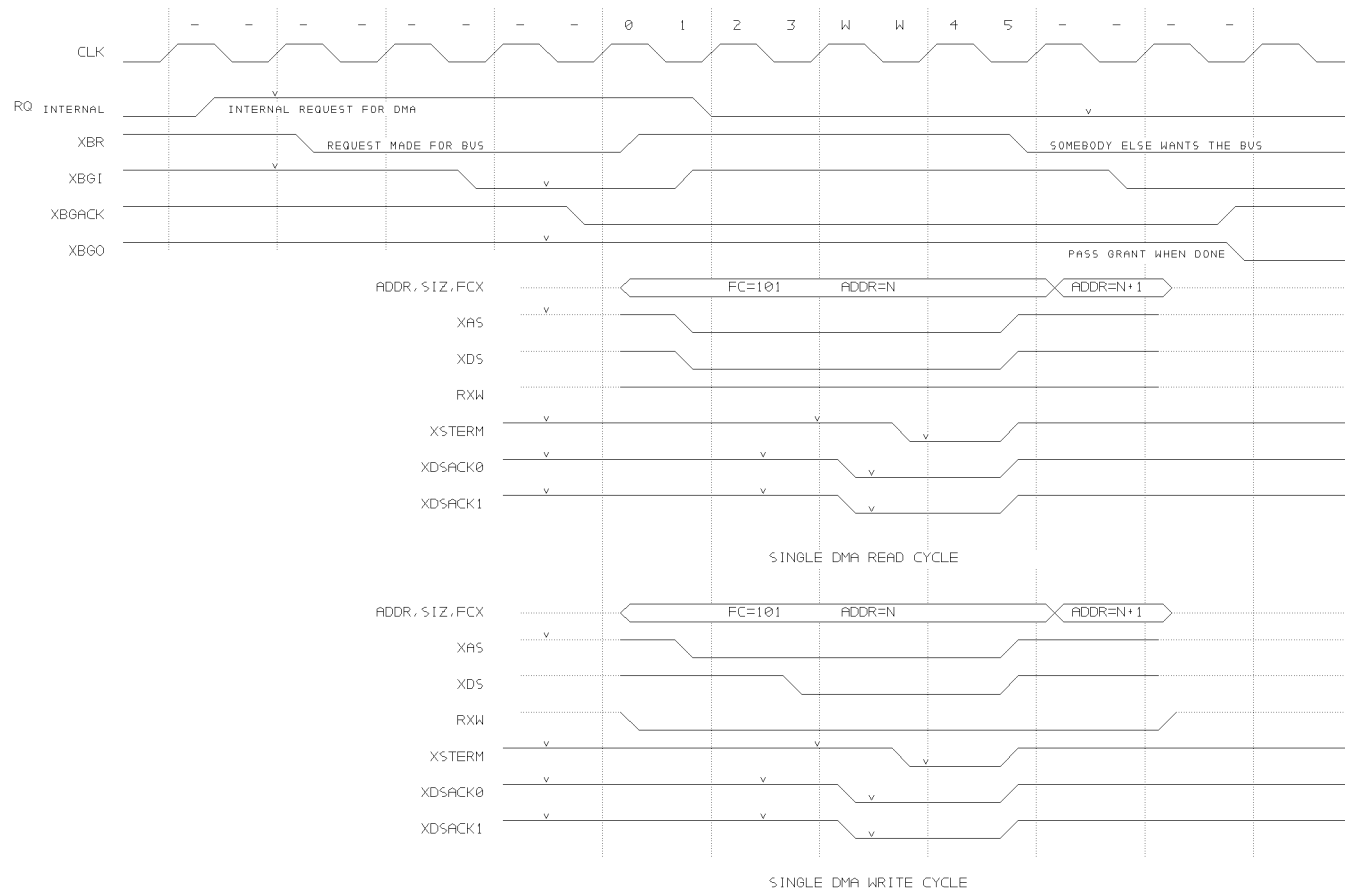 - - - - - - - - 0 1 2 3 W W 4 5 - - - -
CLK
RQ INTERNAL INTERNAL REQUEST FOR DMA
XBR REQUEST MADE FOR BUS SOMEBODY ELSE WANTS THE BUS
XBGI
XBGACK
XBGO PASS GRANT WHEN DONE
ADDR,SIZ,FCX FC=101 ADDR=N ADDR=N+1
XAS
XDS
RXW
XSTERM
XDSACK0
XDSACK1
SINGLE DMA READ CYCLE
ADDR,SIZ,FCX FC=101 ADDR=N ADDR=N+1
XAS
XDS
RXW
XSTERM
XDSACK0
XDSACK1
SINGLE DMA WRITE CYCLE